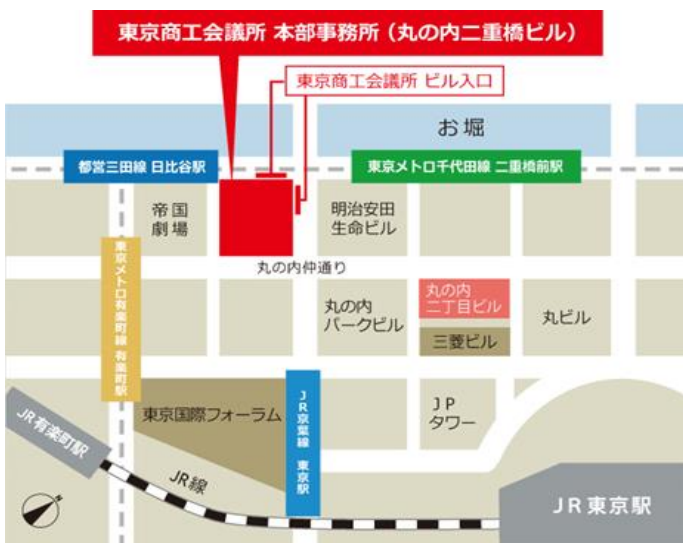 東京商工会議所 本部事務所（丸の内二重橋ビル）
東京商工会議所 ビル入口
お堀
都営三田線 日比谷駅
東京メトロ千代田線 二重橋前駅
帝国
劇場
明治安田
生命ビル
丸の内仲通り
東京メトロ有楽町線 有楽町駅
丸の内
パークビル
丸の内
二丁目ビル
三菱ビル
丸ビル
東京国際フォーラム
JR京葉線 東京駅
JP
タワー
JR有楽町駅
JR線
JR東京駅
N